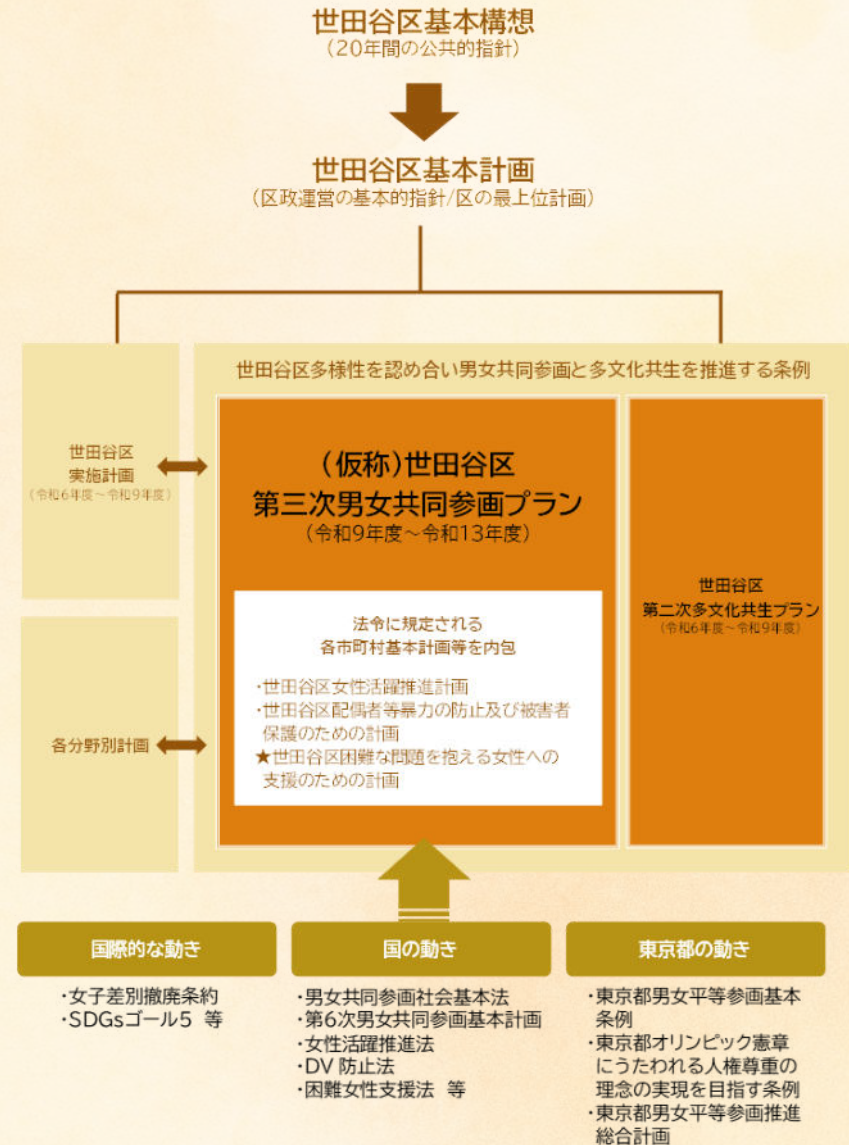 世田谷区基本構想
(20年間の公共的指針)
世田谷区基本計画
(区政運営の基本的指針/区の最上位計画)
世田谷区多様性を認め合い男女共同参画と多文化共生を推進する条例
世田谷区
実施計画
(令和6年度～令和9年度)
各分野別計画
(仮称)世田谷区
第三次男女共同参画プラン
(令和9年度～令和13年度)
法令に規定される
各市町村基本計画等を内包
・世田谷区女性活躍推進計画
・世田谷区配偶者等暴力の防止及び被害者
保護のための計画
★世田谷区困難な問題を抱える女性への
支援のための計画
世田谷区
第二次多文化共生プラン
(令和6年度～令和9年度)
国際的な動き
・女子差別撤廃条約
・SDGsゴール5 等
国の動き
・男女共同参画社会基本法
・第6次男女共同参画基本計画
・女性活躍推進法
・DV 防止法
・困難女性支援法 等
東京都の動き
・東京都男女平等参画基本
条例
・東京都オリンピック憲章
にうたわれる人権尊重の
理念の実現を目指す条例
・東京都男女平等参画推進
総合計画